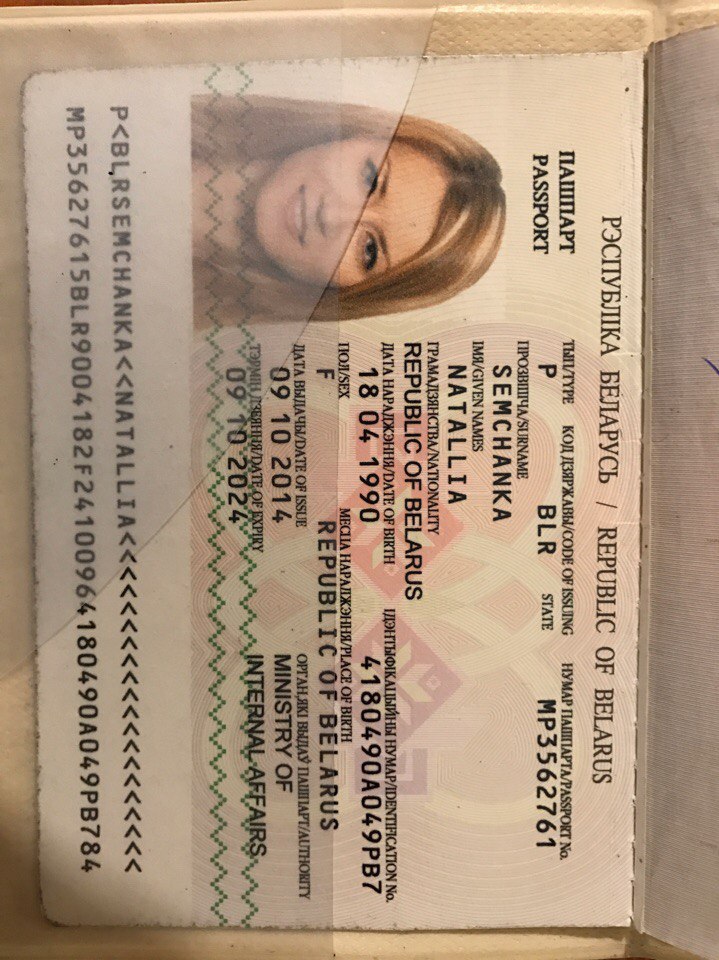 РЭСПУБЛІКА БЕЛАРУСЬ / REPUBLIC OF BELARUS
ПАШПАРТ
PASSPORT
ТЫП/TYPE КОД ДЗЯРЖАВЫ/CODE OF ISSUING STATE НУМАР ПАШПАРТА/PASSPORT No.
P BLR MP3562761
ПРОЗВІШЧА/SURNAME
SEMCHANKA
ІМЯ/GIVEN NAMES
NATALLIA
ГРАМАДЗЯНСТВА/NATIONALITY
REPUBLIC OF BELARUS
ДАТА НАРАДЖЭННЯ/DATE OF BIRTH ІДЭНТЫФІКАЦЫЙНЫ НУМАР/IDENTIFICATION No.
18 04 1990 4180490A049PB7
ПОЛ/SEX МЕСЦА НАРАДЖЭННЯ/PLACE OF BIRTH
F REPUBLIC OF BELARUS
ДАТА ВЫДАЧЫ/DATE OF ISSUE ОРГАН, ЯКІ ВЫДАЎ ПАШПАРТ/AUTHORITY
09 10 2014 MINISTRY OF
ТЭРМІН ДЗЕЯННЯ/DATE OF EXPIRY INTERNAL AFFAIRS
09 10 2024
P<BLRSEMCHANKA<<NATALLIA<<<<<<<<<<<<<<<<<<<<
MP35627615BLR9004182F24100964180490A049PB784